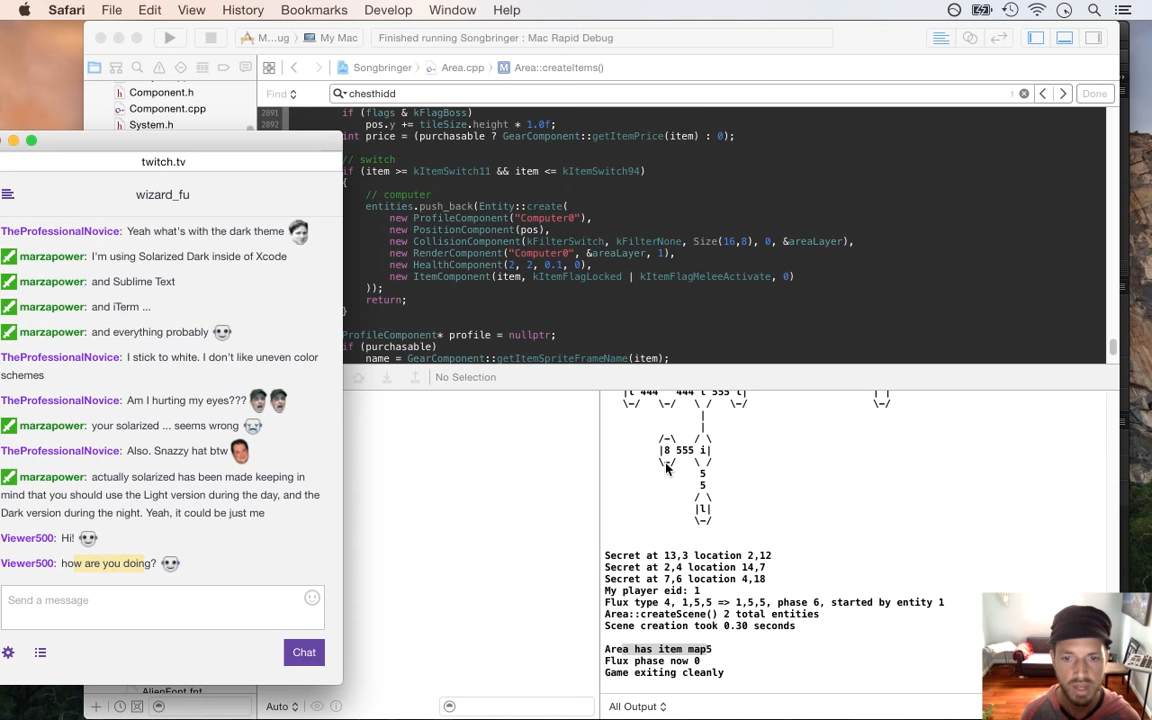 Safari File Edit View History Bookmarks Develop Window Help
M...ug My Mac
Finished running Songbringer : Mac Rapid Debug
Songbringer Area.cpp M Area::createItems()
Find chesthidd 1 Done
Component.h
Component.cpp
System.h
2891 if (flags & kFlagBoss)
2892 pos.y += tileSize.height * 1.0f;
int price = (purchasable ? GearComponent::getItemPrice(item) : 0);
// switch
if (item >= kItemSwitch11 && item <= kItemSwitch94)
{
// computer
entities.push_back(Entity::create(
new ProfileComponent("Computer0"),
new PositionComponent(pos),
new CollisionComponent(kFilterSwitch, kFilterNone, Size(16,8), 0, &areaLayer),
new RenderComponent("Computer0", &areaLayer, 1),
new HealthComponent(2, 2, 0.1, 0),
new ItemComponent(item, kItemFlagLocked | kItemFlagMeleeActivate, 0)
));
return;
}
ProfileComponent* profile = nullptr;
if (purchasable)
name = GearComponent::getItemSpriteFrameName(item);
No Selection
twitch.tv
wizard_fu
TheProfessionalNovice: Yeah what's with the dark theme
marzapower: I'm using Solarized Dark inside of Xcode
marzapower: and Sublime Text
marzapower: and iTerm ...
marzapower: and everything probably
TheProfessionalNovice: I stick to white. I don't like uneven color
schemes
TheProfessionalNovice: Am I hurting my eyes???
marzapower: your solarized ... seems wrong
TheProfessionalNovice: Also. Snazzy hat btw
marzapower: actually solarized has been made keeping in
mind that you should use the Light version during the day, and the
Dark version during the night. Yeah, it could be just me
Viewer500: Hi!
Viewer500: how are you doing?
Send a message
Chat
AlienFont.fnt
|l 444 444 l 555 l| | |
\-/ \-/ \ / \-/ \-/
|
|
/-\ / \
|8 555 i|
\-/ \ /
5
5
/ \
|l|
\-/
Secret at 13,3 location 2,12
Secret at 2,4 location 14,7
Secret at 7,6 location 4,18
My player eid: 1
Flux type 4, 1,5,5 => 1,5,5, phase 6, started by entity 1
Area::createScene() 2 total entities
Scene creation took 0.30 seconds
Area has item map5
Flux phase now 0
Game exiting cleanly
Auto
All Output